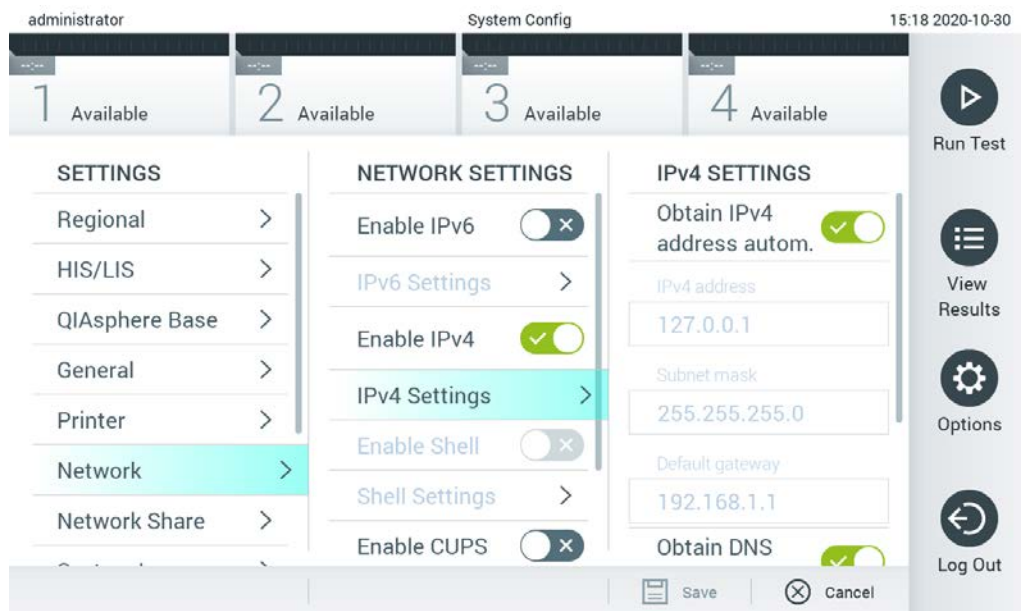 administrator
System Config
15:18 2020-10-30
--:--
--:--
--:--
--:--
1 Available
2 Available
3 Available
4 Available
Run Test
View
Results
Options
Log Out
SETTINGS
Regional
HIS/LIS
QIAsphere Base
General
Printer
Network
Network Share
NETWORK SETTINGS
Enable IPv6
IPv6 Settings
Enable IPv4
IPv4 Settings
Enable Shell
Shell Settings
Enable CUPS
IPv4 SETTINGS
Obtain IPv4
address autom.
IPv4 address
127.0.0.1
Subnet mask
255.255.255.0
Default gateway
192.168.1.1
Obtain DNS
Save
Cancel